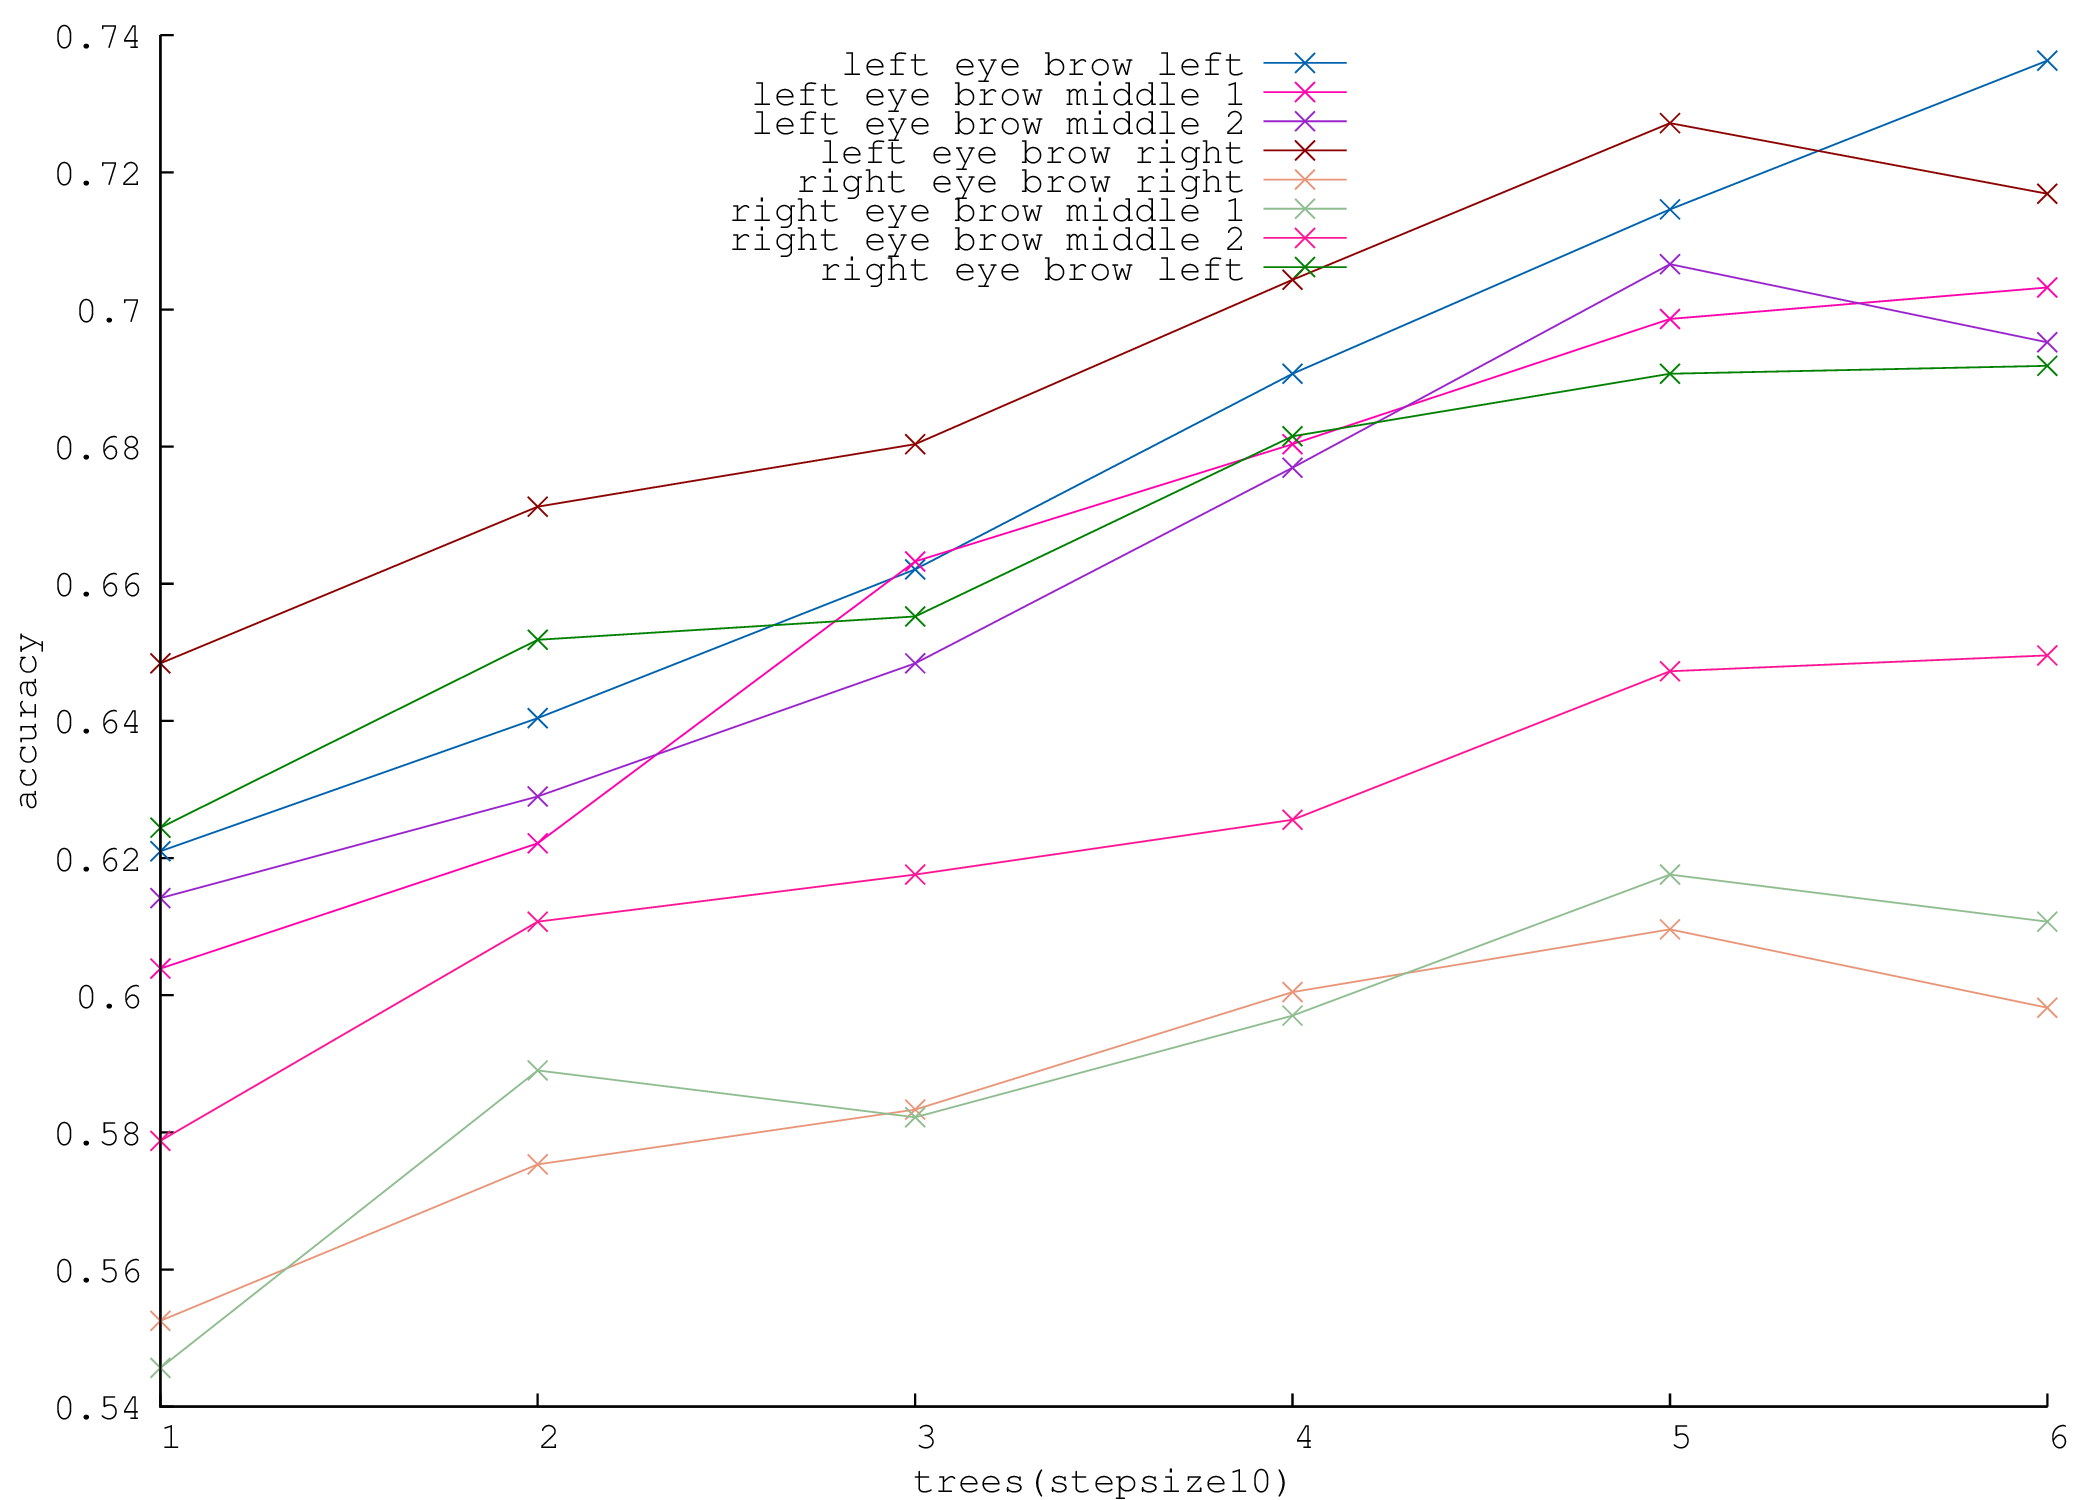 0.74
0.72
0.7
0.68
0.66
0.64
0.62
0.6
0.58
0.56
0.54
accuracy
left eye brow left
left eye brow middle 1
left eye brow middle 2
left eye brow right
right eye brow right
right eye brow middle 1
right eye brow middle 2
right eye brow left
1 2 3 4 5 6
trees(stepsize10)